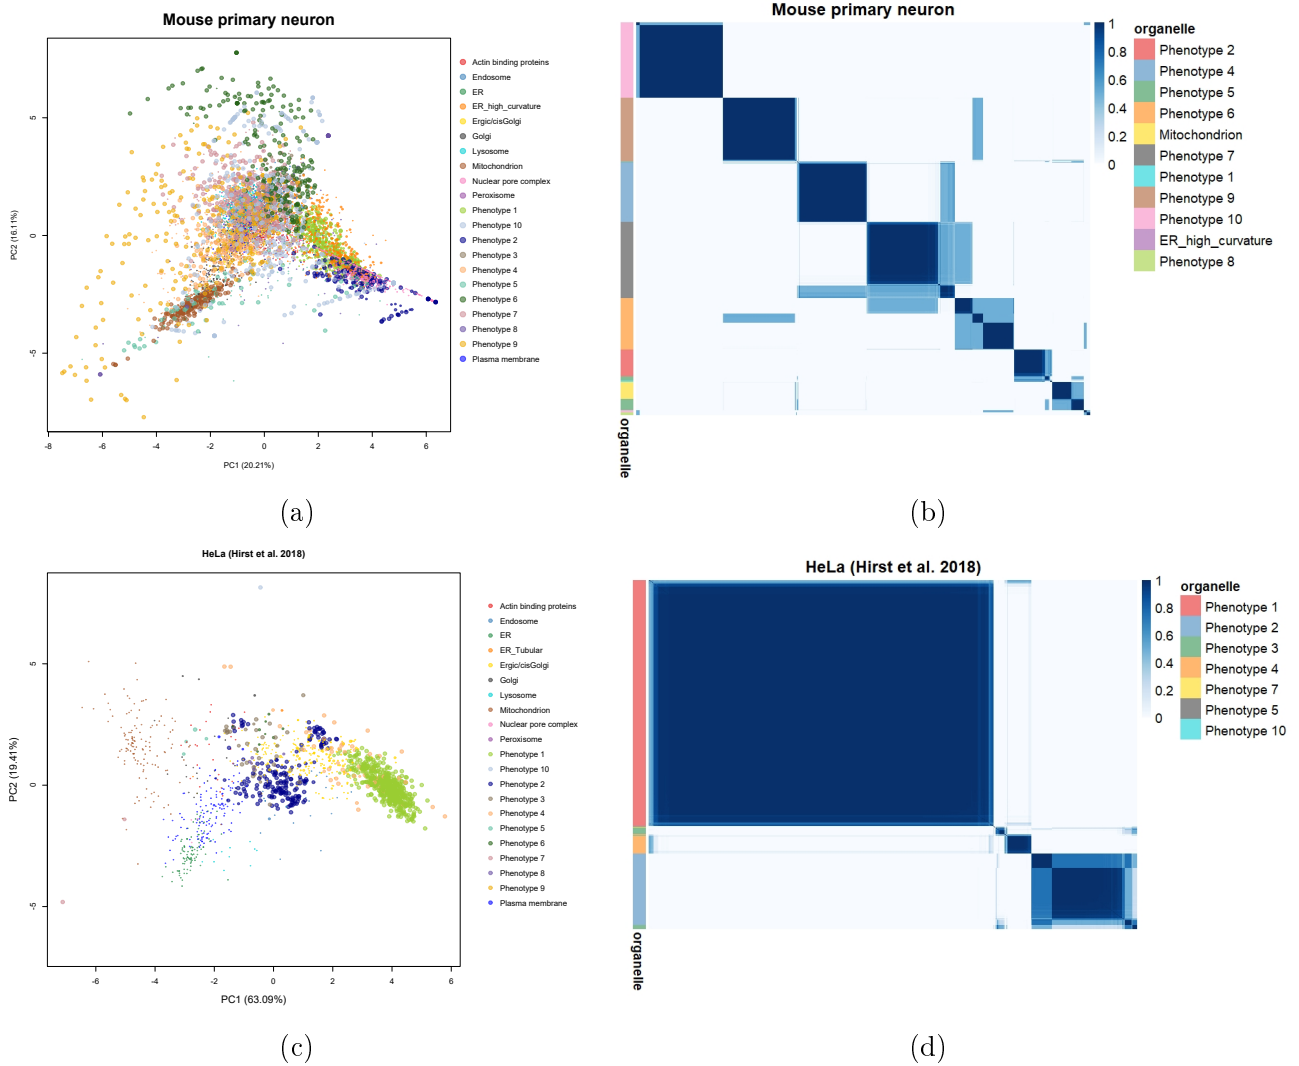 Mouse primary neuron
5
0
-5
PC2 (16.11%)
-8
-6
-4
-2
0
2
4
6
PC1 (20.21%)
Actin binding proteins
Endosome
ER
ER_high_curvature
Ergic/cisGolgi
Golgi
Lysosome
Mitochondrion
Nuclear pore complex
Peroxisome
Phenotype 1
Phenotype 10
Phenotype 2
Phenotype 3
Phenotype 4
Phenotype 5
Phenotype 6
Phenotype 7
Phenotype 8
Phenotype 9
Plasma membrane
(a)
Mouse primary neuron
1
0.8
0.6
0.4
0.2
0
organelle
Phenotype 2
Phenotype 4
Phenotype 5
Phenotype 6
Mitochondrion
Phenotype 7
Phenotype 1
Phenotype 9
Phenotype 10
ER_high_curvature
Phenotype 8
organelle
(b)
HeLa (Hirst et al. 2018)
5
0
-5
PC2 (19.41%)
-6
-4
-2
0
2
4
6
PC1 (63.09%)
Actin binding proteins
Endosome
ER
ER_Tubular
Ergic/cisGolgi
Golgi
Lysosome
Mitochondrion
Nuclear pore complex
Peroxisome
Phenotype 1
Phenotype 10
Phenotype 2
Phenotype 3
Phenotype 4
Phenotype 5
Phenotype 6
Phenotype 7
Phenotype 8
Phenotype 9
Plasma membrane
(c)
HeLa (Hirst et al. 2018)
1
0.8
0.6
0.4
0.2
0
organelle
Phenotype 1
Phenotype 2
Phenotype 3
Phenotype 4
Phenotype 7
Phenotype 5
Phenotype 10
organelle
(d)